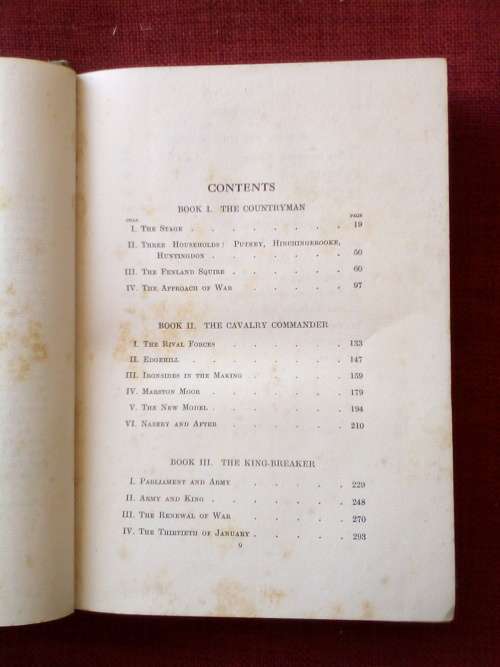 CONTENTS
BOOK I. THE COUNTRYMAN
CHAP. PAGE
I. THE STAGE . . . . . . . . 19
II. THREE HOUSEHOLDS: PUTNEY, HINCHINGBROOKE,
HUNTINGDON . . . . . . . 50
III. THE FENLAND SQUIRE . . . . . 60
IV. THE APPROACH OF WAR . . . . . 97
BOOK II. THE CAVALRY COMMANDER
I. THE RIVAL FORCES . . . . . . 133
II. EDGEHILL . . . . . . . . 147
III. IRONSIDES IN THE MAKING . . . . . 159
IV. MARSTON MOOR . . . . . . 179
V. THE NEW MODEL . . . . . . . 194
VI. NASEBY AND AFTER . . . . . . 210
BOOK III. THE KING-BREAKER
I. PARLIAMENT AND ARMY . . . . . 229
II. ARMY AND KING . . . . . . . 248
III. THE RENEWAL OF WAR . . . . . 270
IV. THE THIRTIETH OF JANUARY . . . . . 293
9